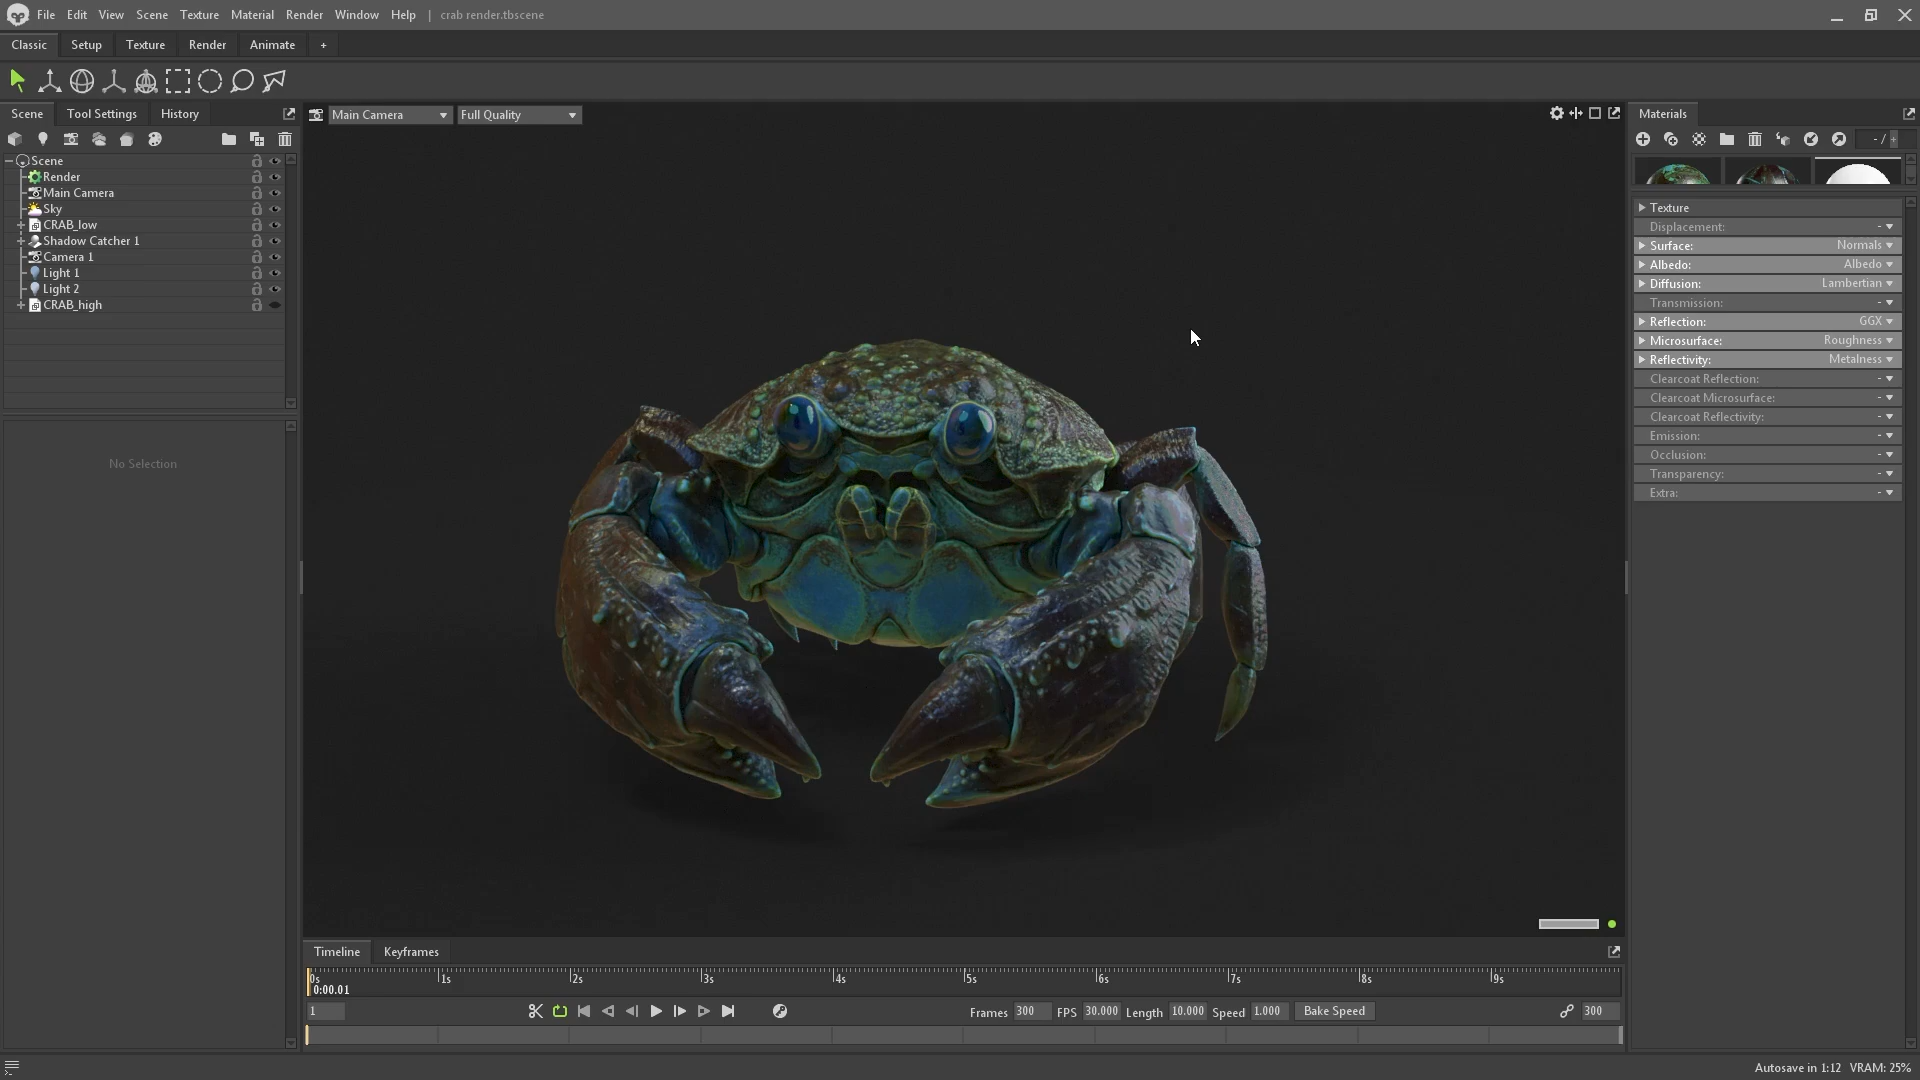 File Edit View Scene Texture Material Render Window Help | crab render.tbscene
Classic Setup Texture Render Animate +
Scene Tool Settings History
Main Camera Full Quality
Materials
- / +
Scene
Render
Main Camera
Sky
CRAB_low
Shadow Catcher 1
Camera 1
Light 1
Light 2
CRAB_high
No Selection
Texture
Displacement: -
Surface: Normals
Albedo: Albedo
Diffusion: Lambertian
Transmission: -
Reflection: GGX
Microsurface: Roughness
Reflectivity: Metalness
Clearcoat Reflection: -
Clearcoat Microsurface: -
Clearcoat Reflectivity: -
Emission: -
Occlusion: -
Transparency: -
Extra: -
Timeline Keyframes
0s 1s 2s 3s 4s 5s 6s 7s 8s 9s
0:00.01
1 Frames 300 FPS 30.000 Length 10.000 Speed 1.000 Bake Speed 300
Autosave in 1:12 VRAM: 25%